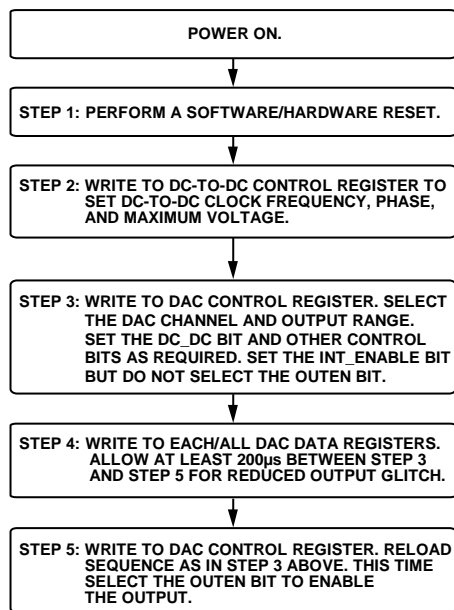 POWER ON.
STEP 1: PERFORM A SOFTWARE/HARDWARE RESET.
STEP 2: WRITE TO DC-TO-DC CONTROL REGISTER TO
SET DC-TO-DC CLOCK FREQUENCY, PHASE,
AND MAXIMUM VOLTAGE.
STEP 3: WRITE TO DAC CONTROL REGISTER. SELECT
THE DAC CHANNEL AND OUTPUT RANGE.
SET THE DC_DC BIT AND OTHER CONTROL
BITS AS REQUIRED. SET THE INT_ENABLE BIT
BUT DO NOT SELECT THE OUTEN BIT.
STEP 4: WRITE TO EACH/ALL DAC DATA REGISTERS.
ALLOW AT LEAST 200µs BETWEEN STEP 3
AND STEP 5 FOR REDUCED OUTPUT GLITCH.
STEP 5: WRITE TO DAC CONTROL REGISTER. RELOAD
SEQUENCE AS IN STEP 3 ABOVE. THIS TIME
SELECT THE OUTEN BIT TO ENABLE
THE OUTPUT.